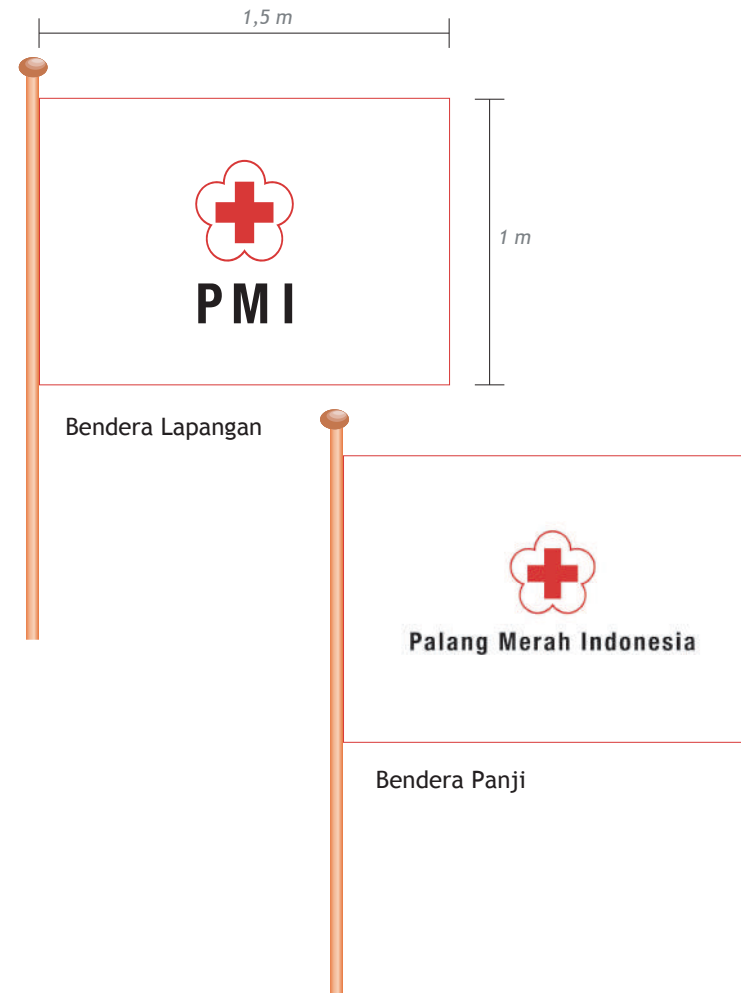 1,5 m
1 m
PMI
Bendera Lapangan
Palang Merah Indonesia
Bendera Panji